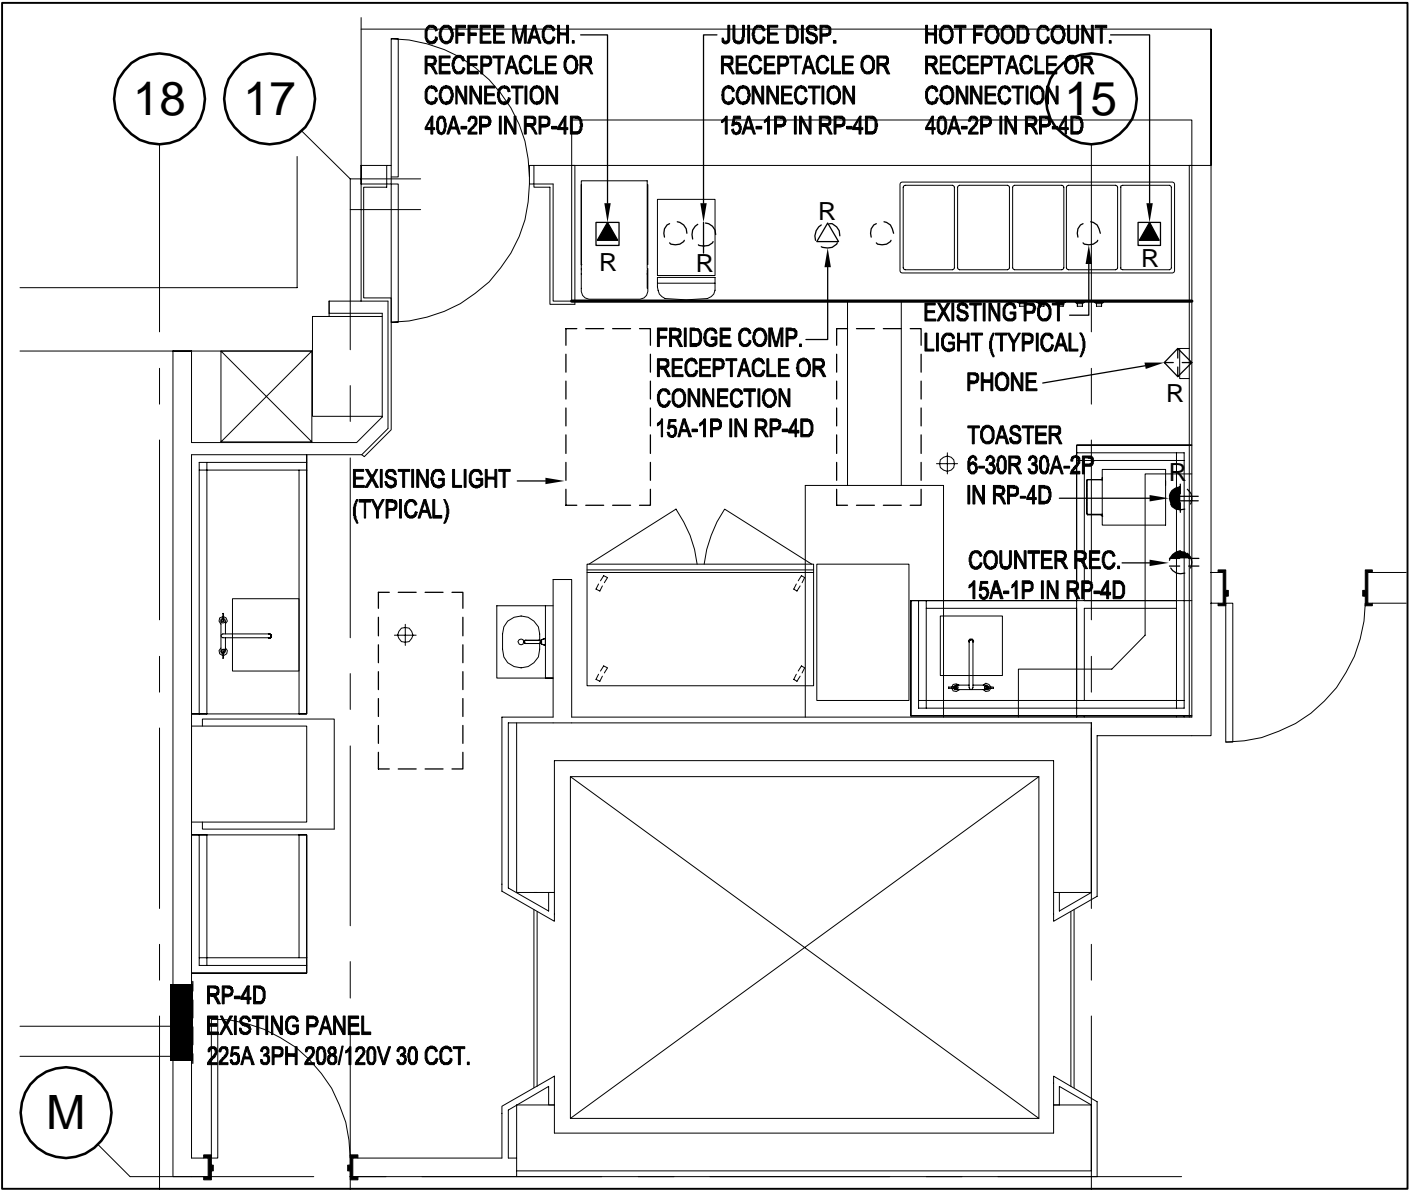 COFFEE MACH.
RECEPTACLE OR
CONNECTION
40A-2P IN RP-4D
JUICE DISP.
RECEPTACLE OR
CONNECTION
15A-1P IN RP-4D
HOT FOOD COUNT.
RECEPTACLE OR
CONNECTION
40A-2P IN RP-4D
18
17
15
R
R
R
R
EXISTING POT
LIGHT (TYPICAL)
FRIDGE COMP.
RECEPTACLE OR
CONNECTION
15A-1P IN RP-4D
PHONE
R
TOASTER
6-30R 30A-2P
IN RP-4D
R
EXISTING LIGHT
(TYPICAL)
COUNTER REC.
15A-1P IN RP-4D
RP-4D
EXISTING PANEL
225A 3PH 208/120V 30 CCT.
M